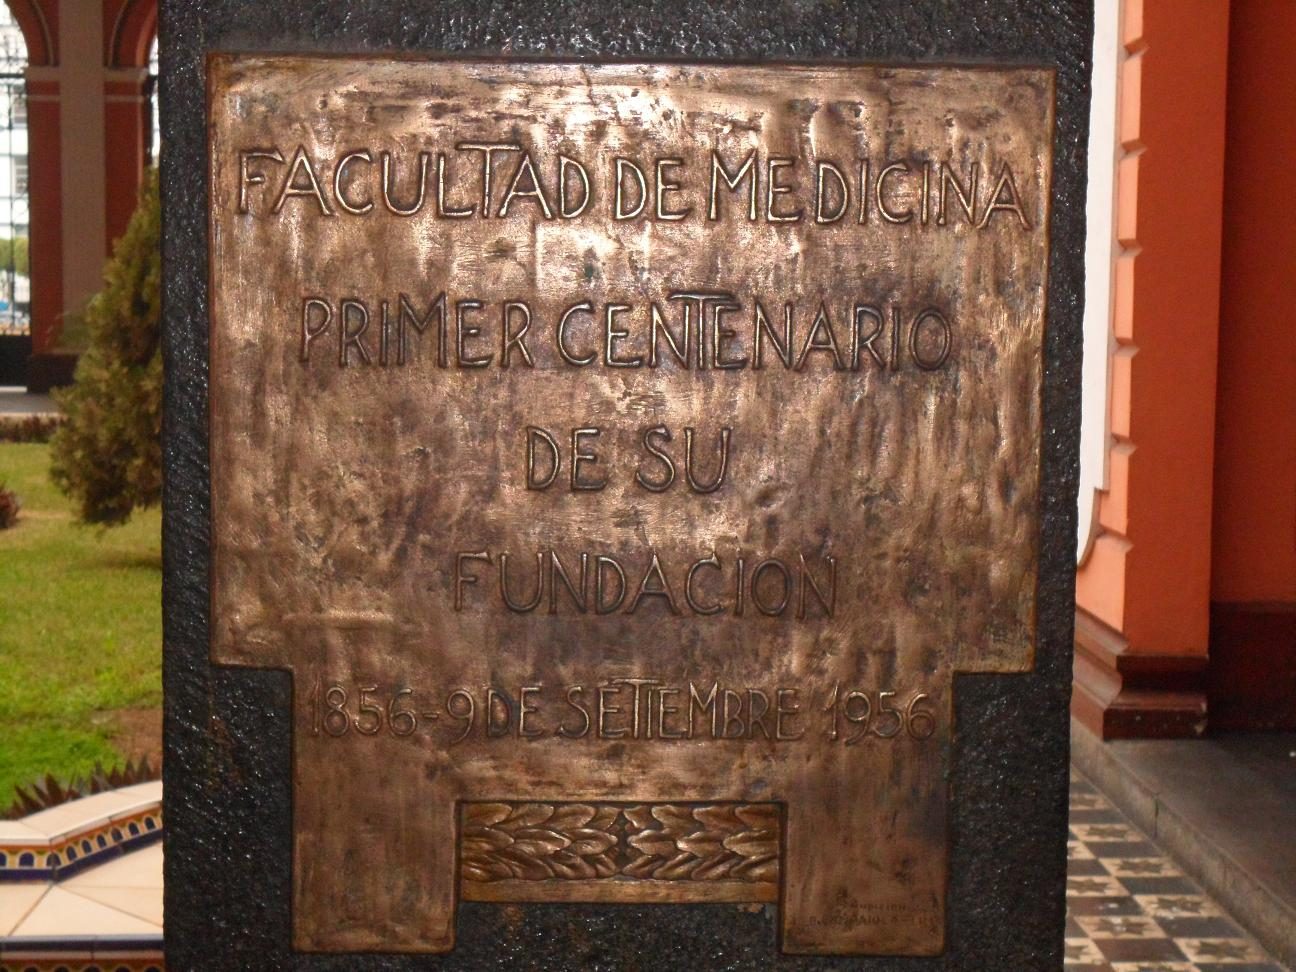 FACULTAD DE MEDICINA
PRIMER CENTENARIO
DE SU
FUNDACION
1856-9 DE SETIEMBRE 1956